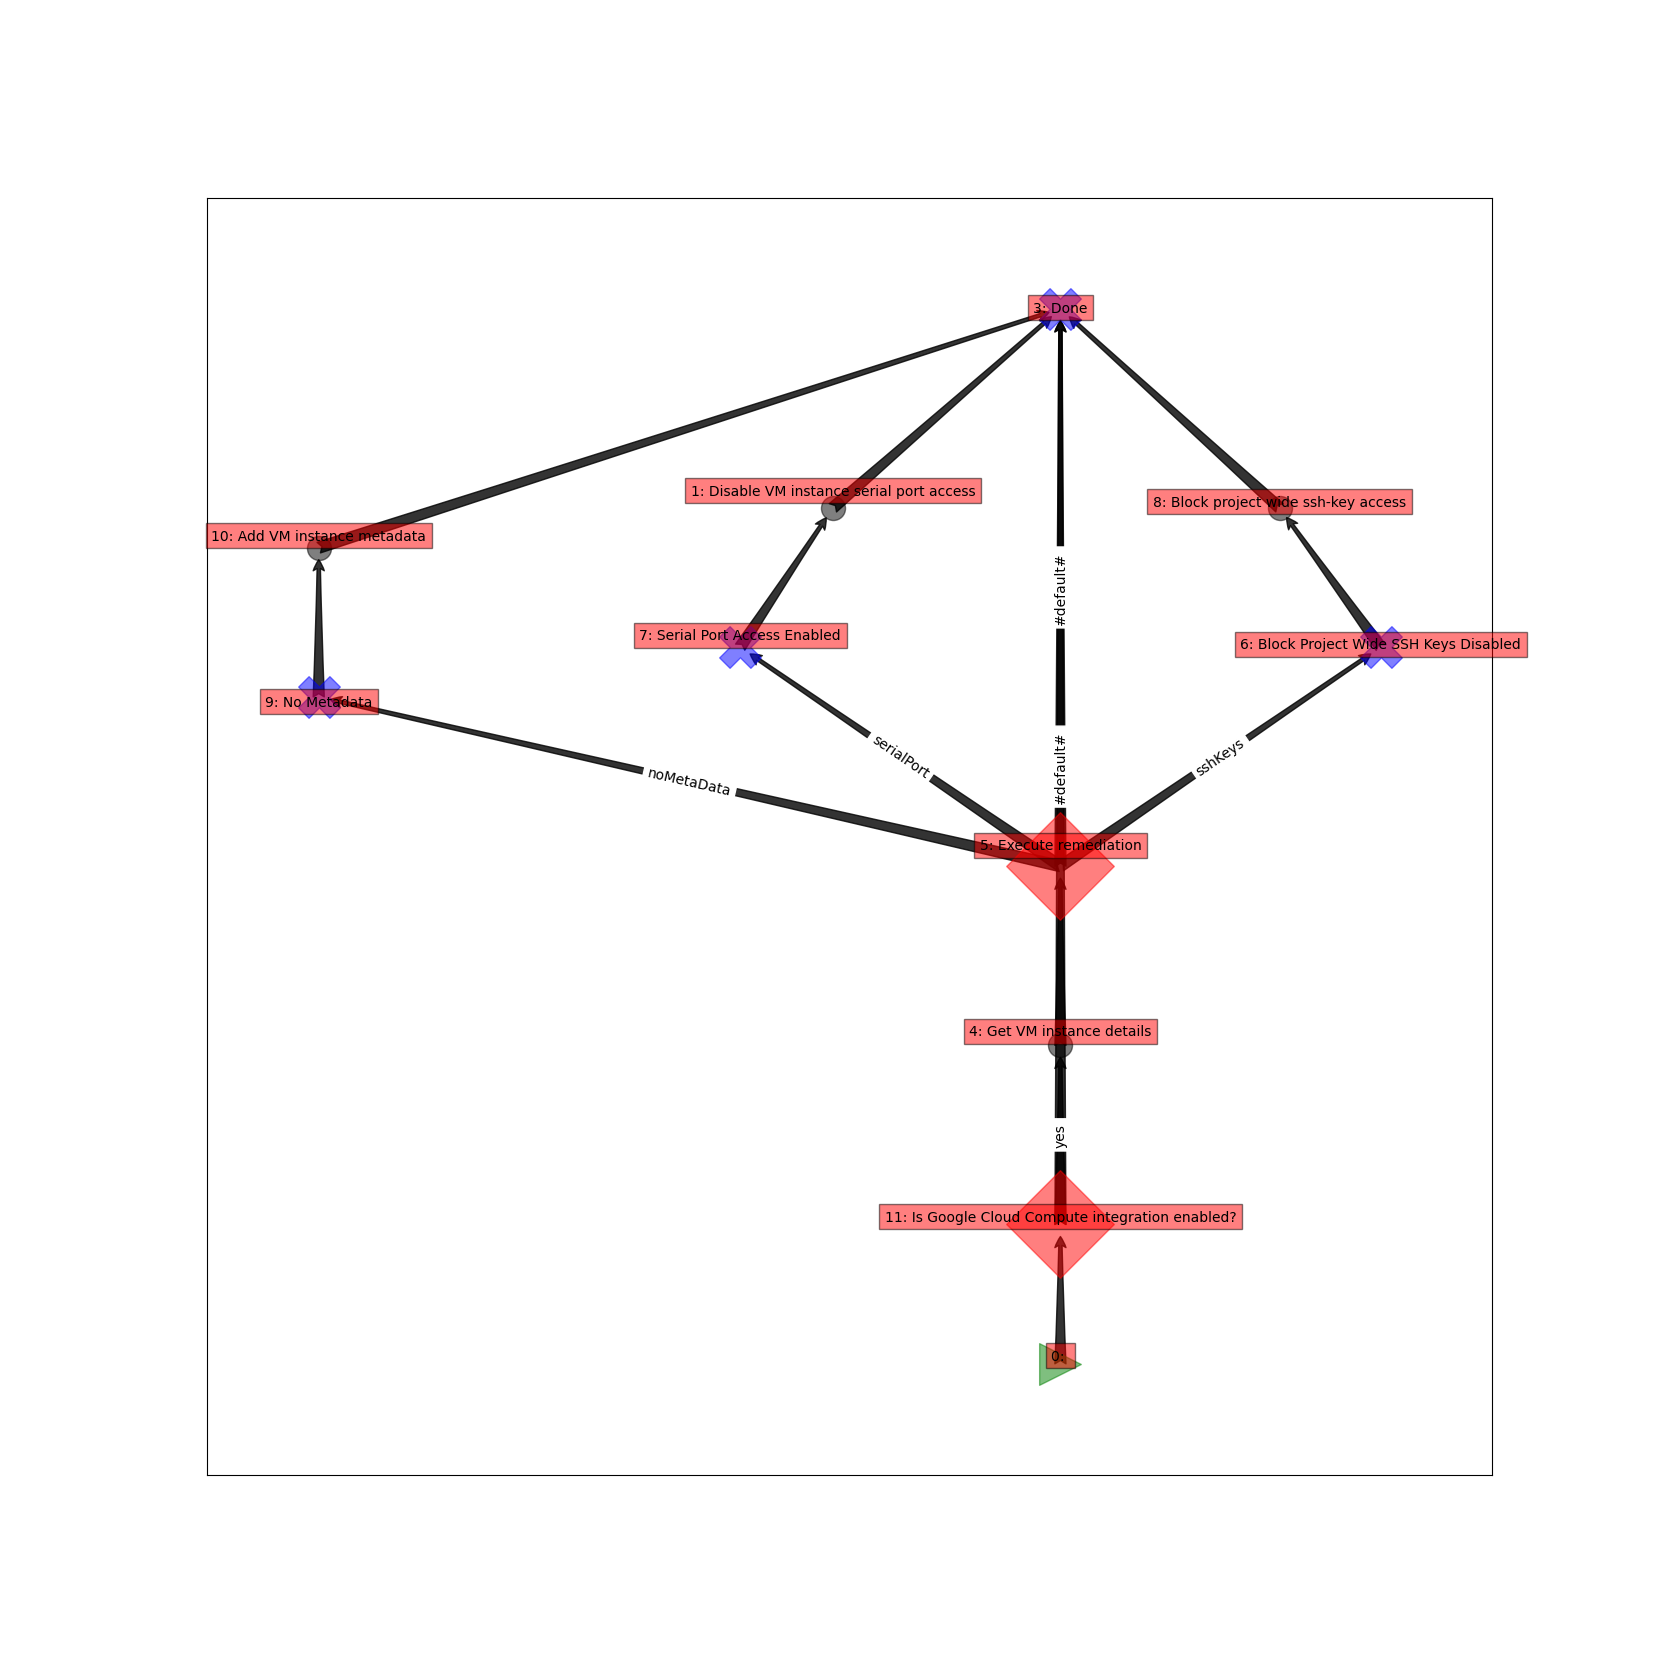 3: Done
1: Disable VM instance serial port access
8: Block project wide ssh-key access
10: Add VM instance metadata
#default#
7: Serial Port Access Enabled
6: Block Project Wide SSH Keys Disabled
9: No Metadata
serialPort
sshKeys
#default#
noMetaData
5: Execute remediation
4: Get VM instance details
yes
11: Is Google Cloud Compute integration enabled?
0: